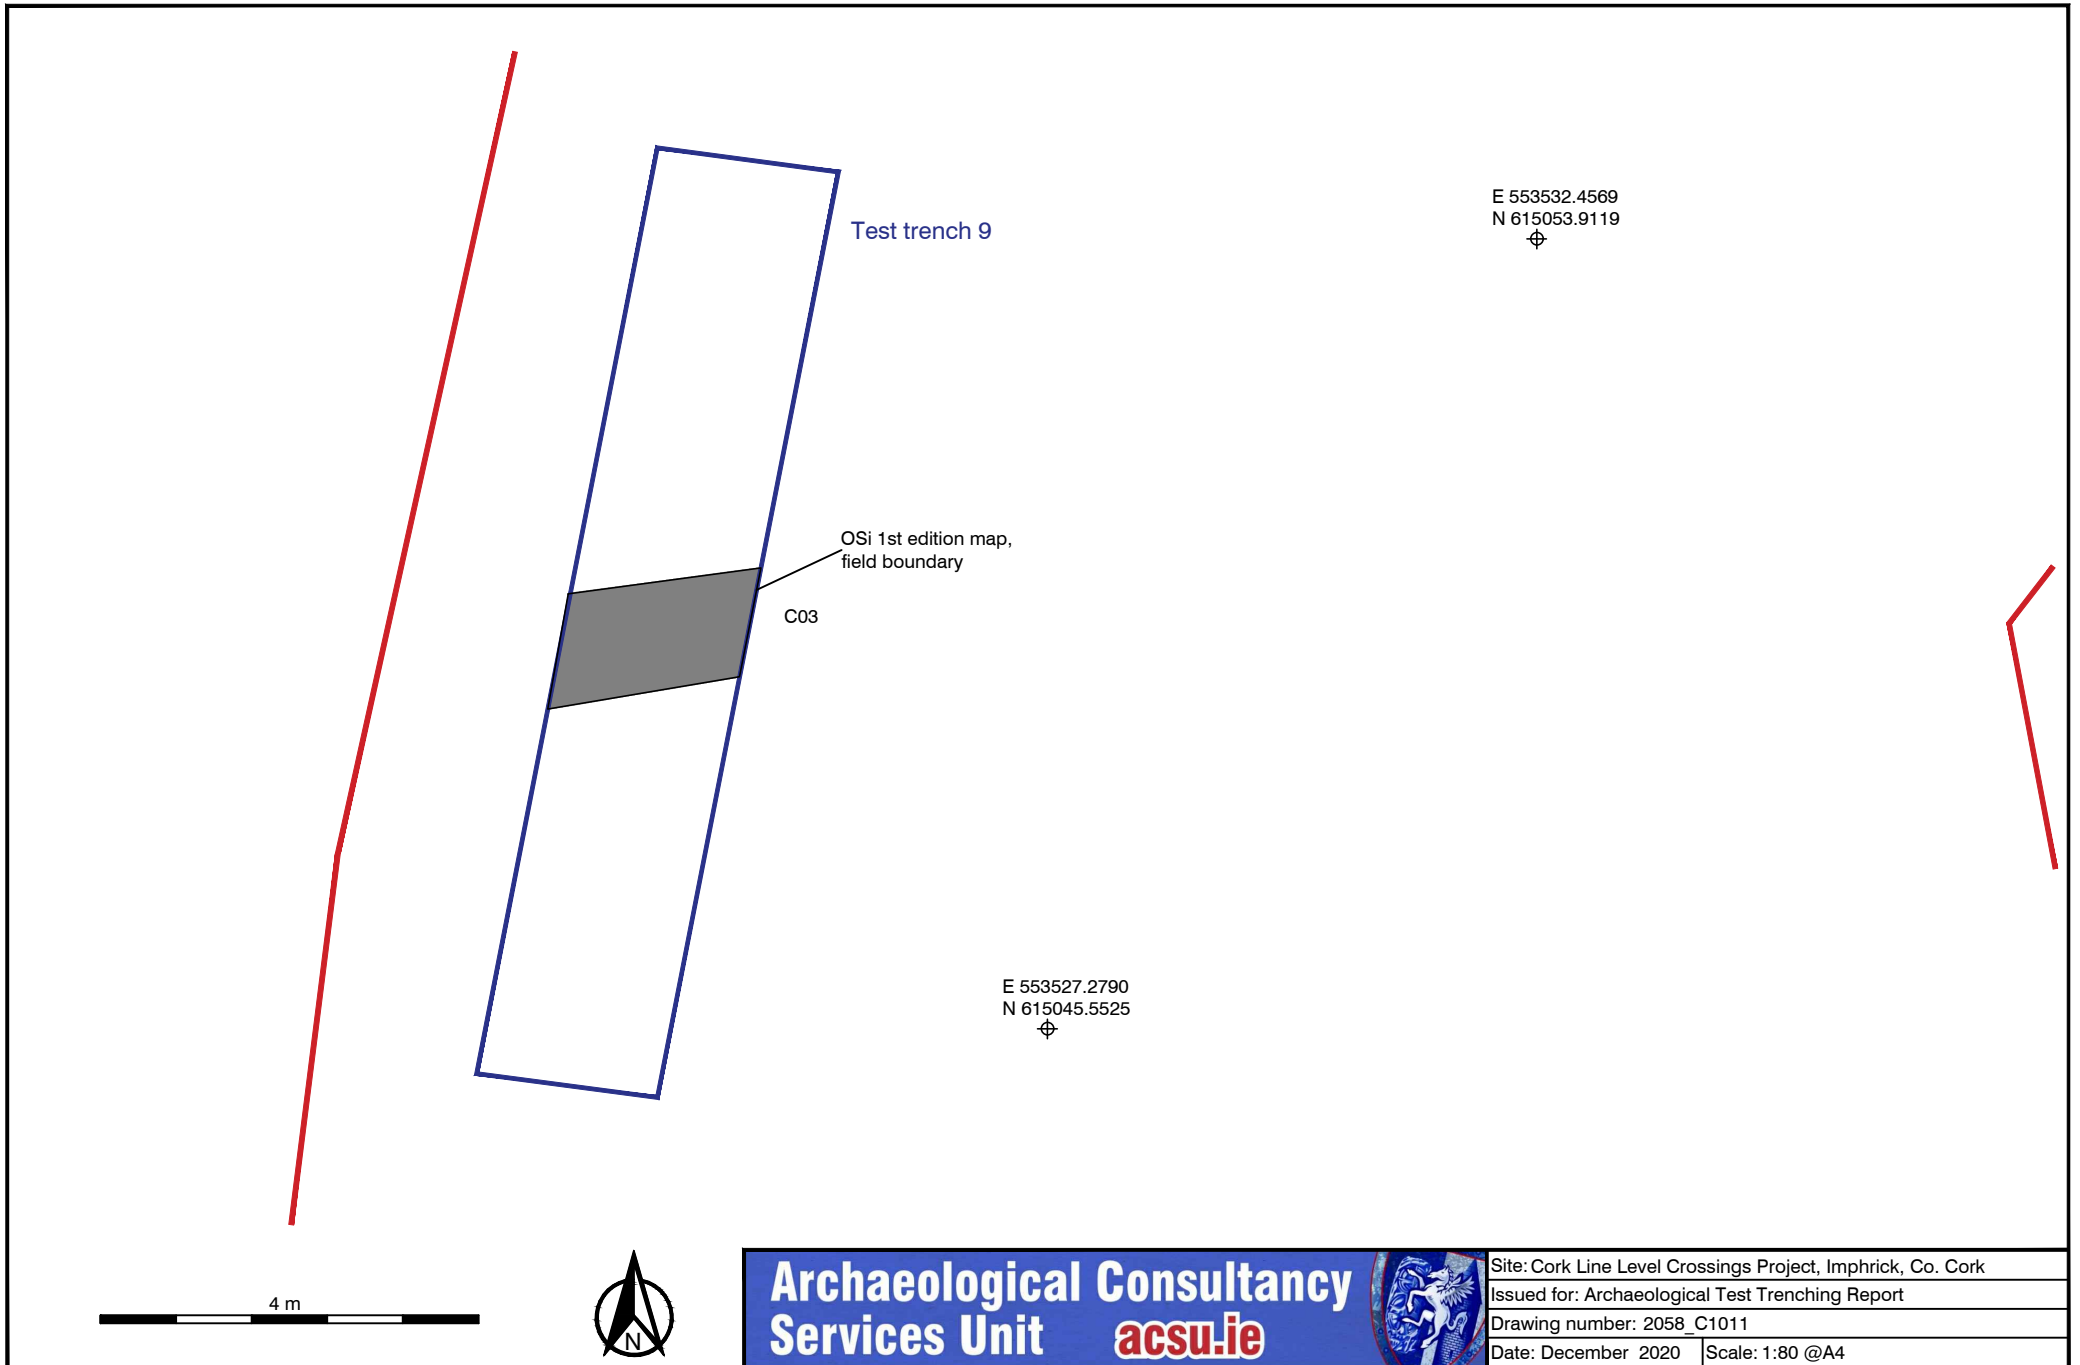 E 553532.4569
N 615053.9119
Test trench 9
OSi 1st edition map,
field boundary
C03
E 553527.2790
N 615045.5525
4 m
N
Archaeological Consultancy
Services Unit acsu.ie
Site: Cork Line Level Crossings Project, Imphrick, Co. Cork
Issued for: Archaeological Test Trenching Report
Drawing number: 2058_C1011
Date: December 2020 Scale: 1:80 @A4